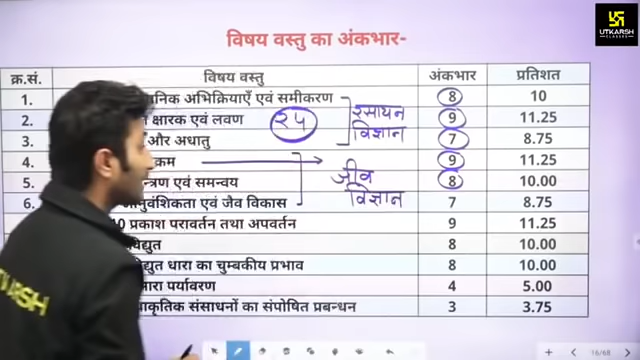 UTKARSH
CLASSES
विषय वस्तु का अंकभार-
क्र.सं. विषय वस्तु अंकभार प्रतिशत
1. अभिक्रियाएँ एवं समीकरण 8 10
2. क्षारक एवं लवण 9 11.25
3. और अधातु 7 8.75
4. 9 11.25
5. एवं समन्वय 8 10.00
6. आनुवंशिकता एवं जैव विकास 7 8.75
प्रकाश परावर्तन तथा अपवर्तन 9 11.25
8 10.00
धारा का चुम्बकीय प्रभाव 8 10.00
पर्यावरण 4 5.00
संसाधनों का संपोषित प्रबन्धन 3 3.75
२५
रसायन
विज्ञान
जीव
विज्ञान
16/68